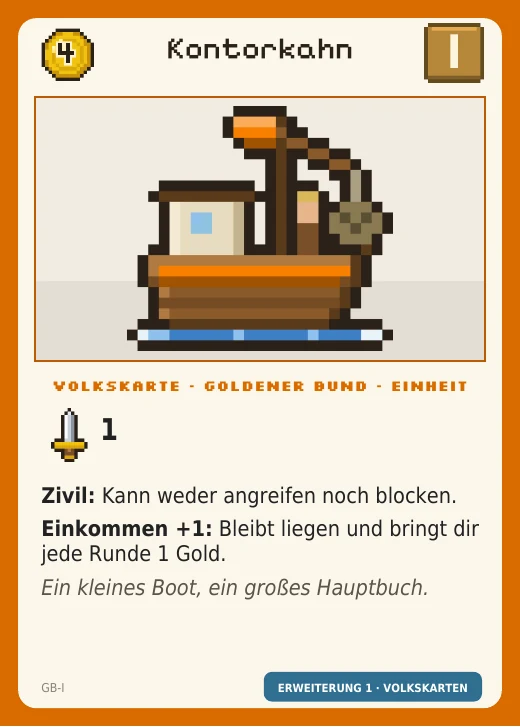 4
Kontorkahn
I
VOLKSKARTE · GOLDENER BUND · EINHEIT
1
Zivil: Kann weder angreifen noch blocken.
Einkommen +1: Bleibt liegen und bringt dir
jede Runde 1 Gold.
Ein kleines Boot, ein großes Hauptbuch.
GB-I
ERWEITERUNG 1 · VOLKSKARTEN